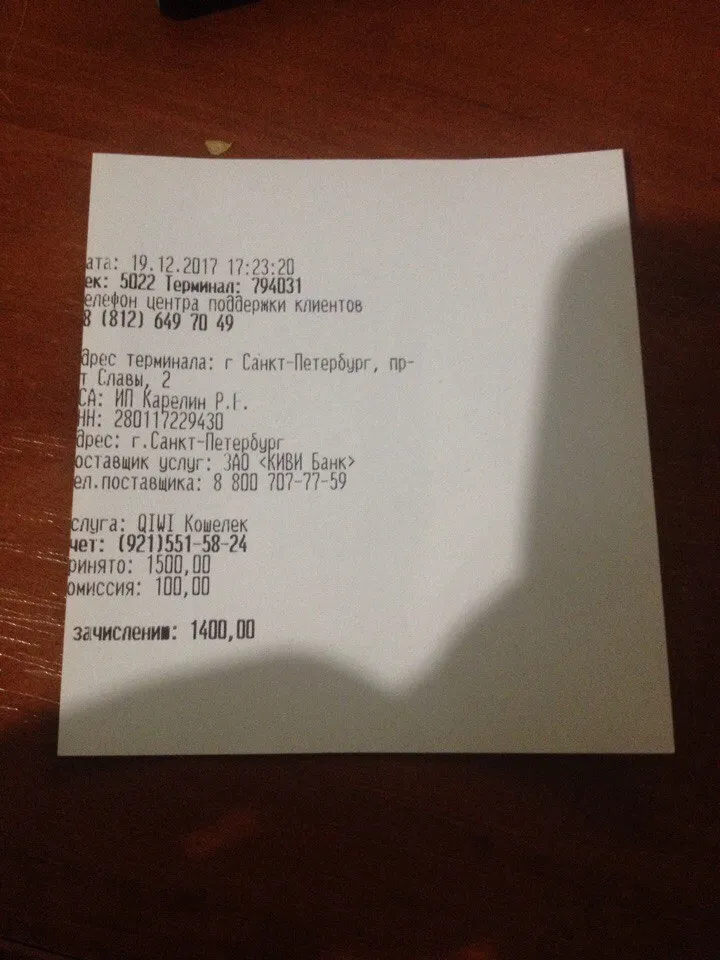 ата: 19.12.2017 17:23:20
ек: 5022 Терминал: 794031
елефон центра поддержки клиентов
8 (812) 649 70 49
дрес терминала: г Санкт-Петербург, пр-
т Славы, 2
СА: ИП Карелин Р.Г.
НН: 280117229430
дрес: г.Санкт-Петербург
оставщик услуг: ЗАО <КИВИ Банк>
ел.поставщика: 8 800 707-77-59
слуга: QIWI Кошелек
чет: (921)551-58-24
ринято: 1500,00
омиссия: 100,00
зачислению: 1400,00